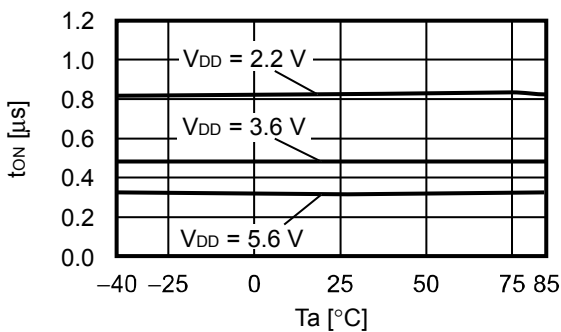 1.2
1.0
0.8
0.6
0.4
0.2
0.0
tON [µs]
VDD = 2.2 V
VDD = 3.6 V
VDD = 5.6 V
−40 −25 0 25 50 75 85
Ta [°C]